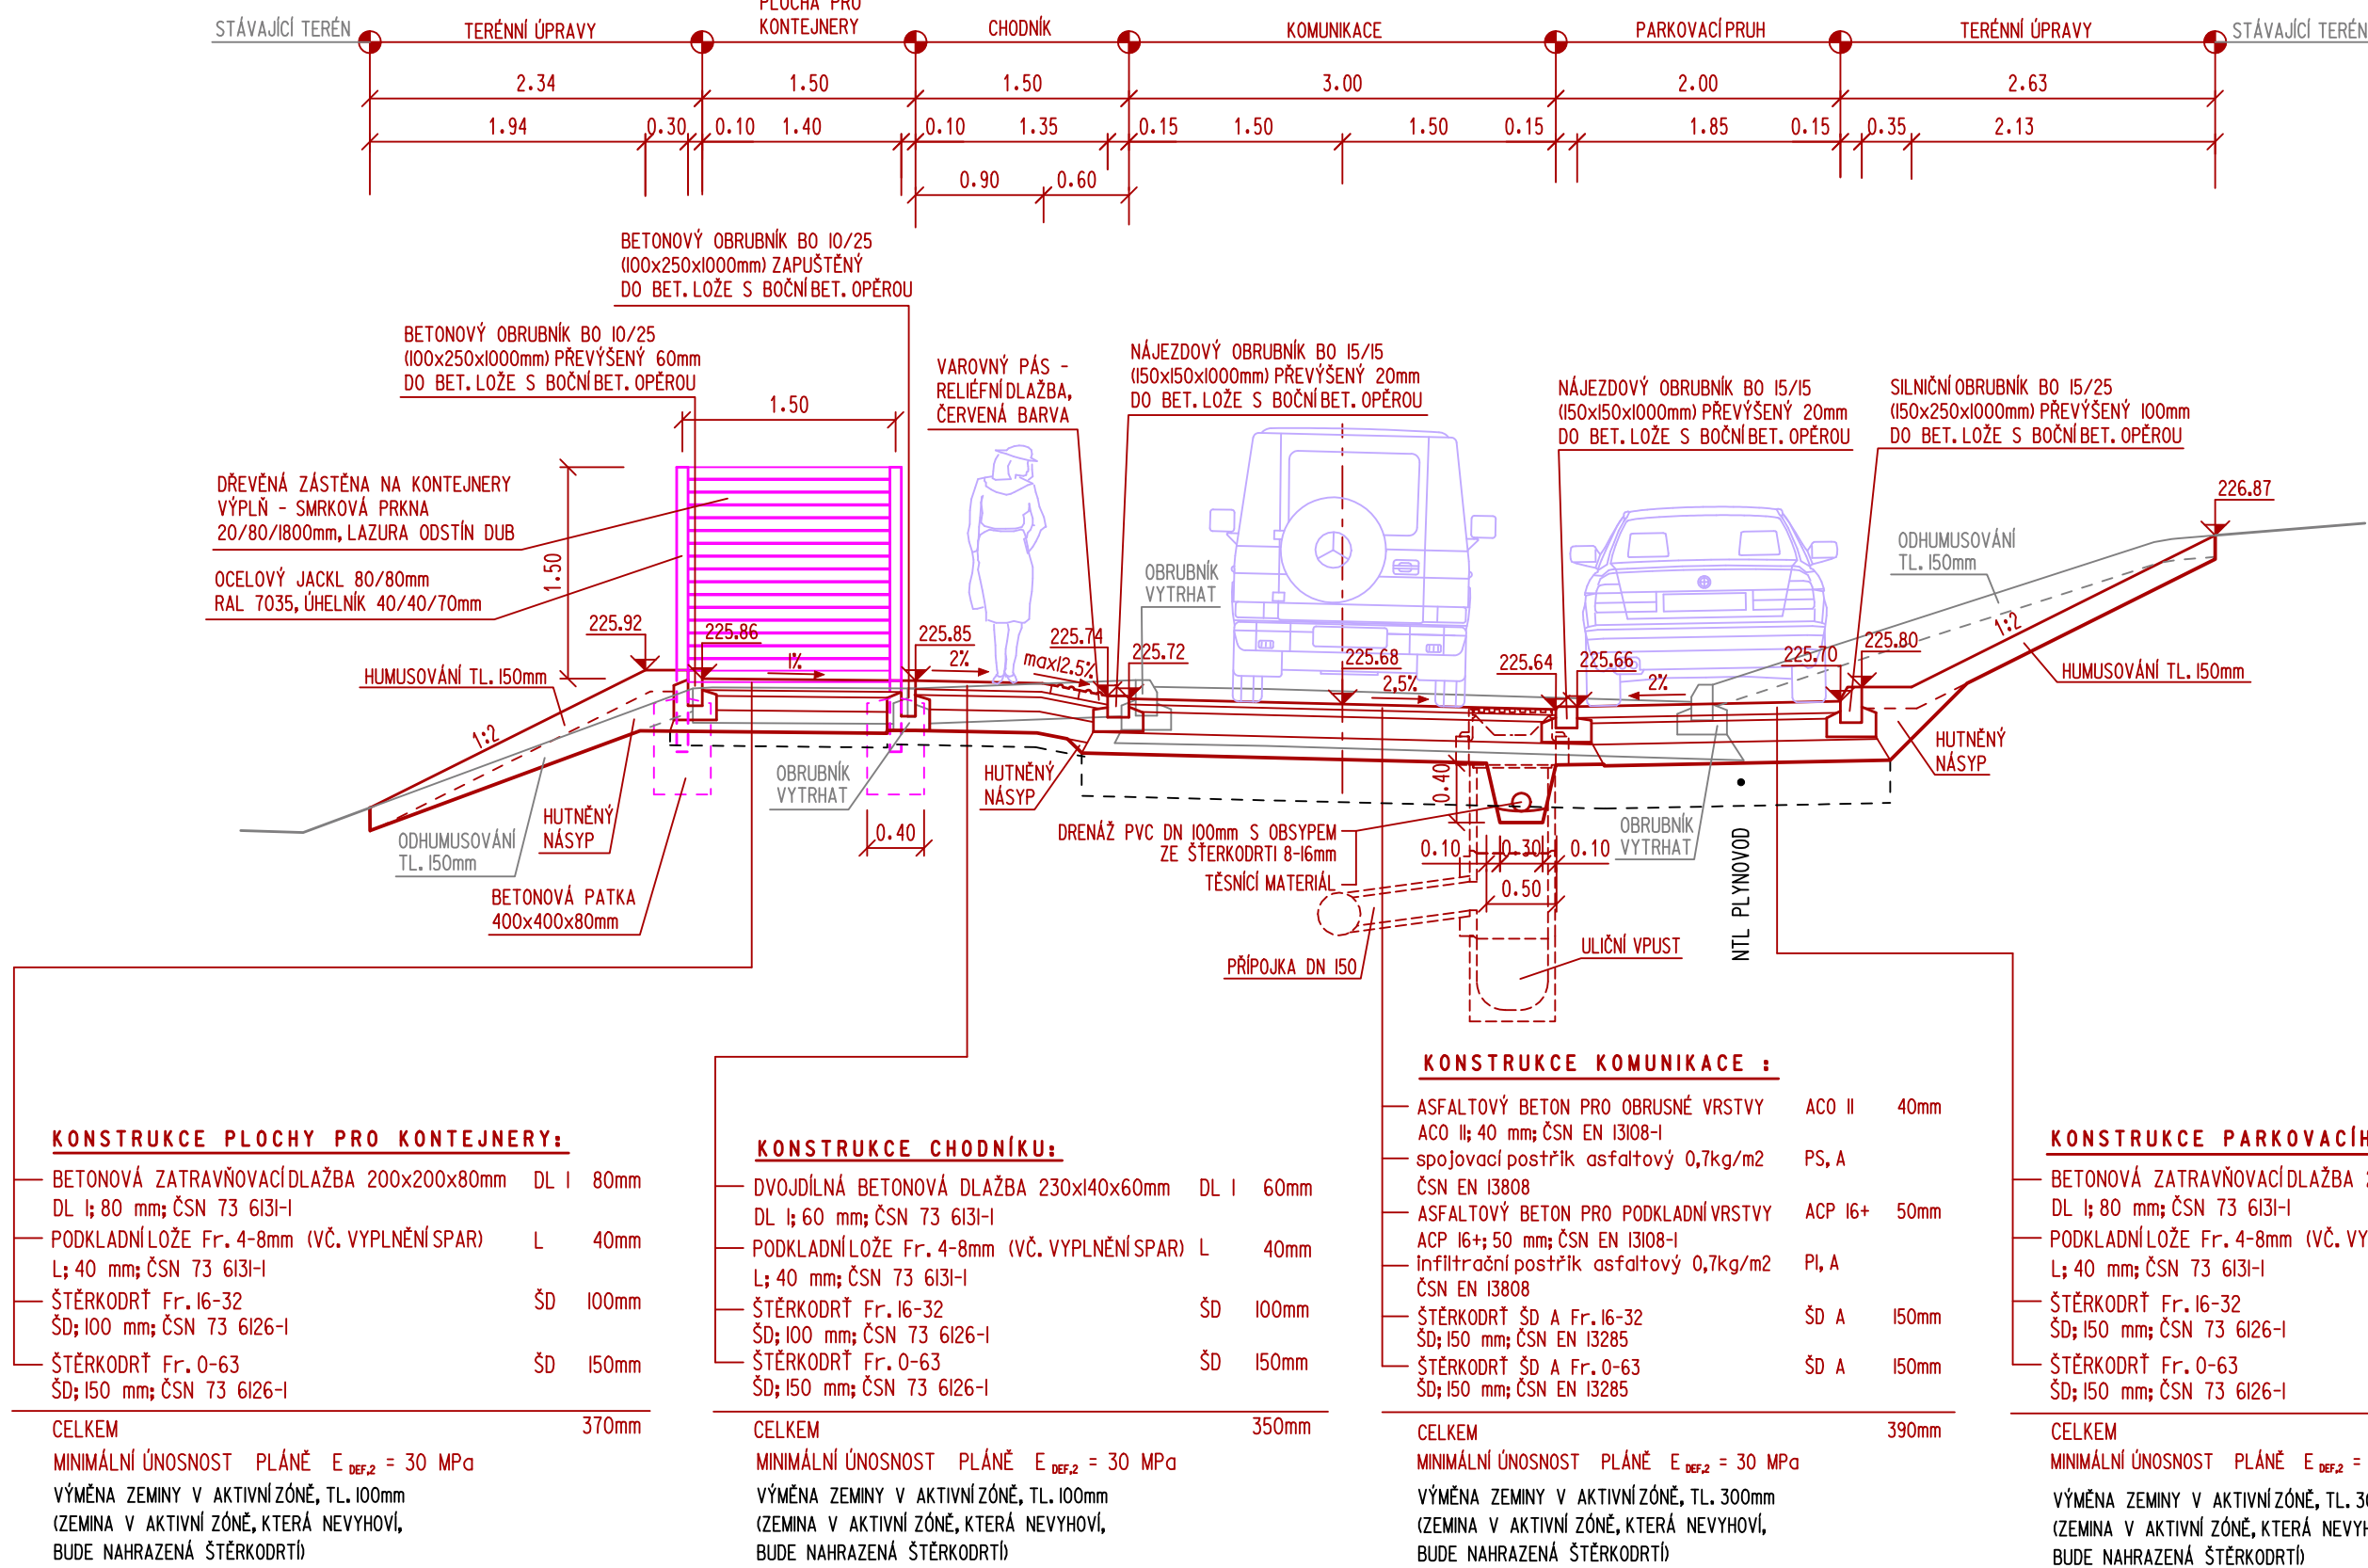 PLOCHA PRO
STÁVAJÍCÍ TERÉN
TERÉNNÍ ÚPRAVY
KONTEJNERY
CHODNÍK
KOMUNIKACE
PARKOVACÍ PRUH
TERÉNNÍ ÚPRAVY
STÁVAJÍCÍ TERÉN
2.34
1.50
1.50
3.00
2.00
2.63
1.94
0.30
0.10
1.40
0.10
1.35
0.15
1.50
1.50
0.15
1.85
0.15
0.35
2.13
0.90
0.60
BETONOVÝ OBRUBNÍK BO 10/25
(100x250x1000mm) ZAPUŠTĚNÝ
DO BET. LOŽE S BOČNÍ BET. OPĚROU
BETONOVÝ OBRUBNÍK BO 10/25
(100x250x1000mm) PŘEVÝŠENÝ 60mm
DO BET. LOŽE S BOČNÍ BET. OPĚROU
VAROVNÝ PÁS -
RELIÉFNÍ DLAŽBA,
ČERVENÁ BARVA
NÁJEZDOVÝ OBRUBNÍK BO 15/15
(150x150x1000mm) PŘEVÝŠENÝ 20mm
DO BET. LOŽE S BOČNÍ BET. OPĚROU
NÁJEZDOVÝ OBRUBNÍK BO 15/15
(150x150x1000mm) PŘEVÝŠENÝ 20mm
DO BET. LOŽE S BOČNÍ BET. OPĚROU
SILNIČNÍ OBRUBNÍK BO 15/25
(150x250x1000mm) PŘEVÝŠENÝ 100mm
DO BET. LOŽE S BOČNÍ BET. OPĚROU
1.50
DŘEVĚNÁ ZÁSTĚNA NA KONTEJNERY
VÝPLŇ - SMRKOVÁ PRKNA
20/80/1800mm, LAZURA ODSTÍN DUB
OCELOVÝ JACKL 80/80mm
RAL 7035, ÚHELNÍK 40/40/70mm
1.50
226.87
ODHUMUSOVÁNÍ
TL. 150mm
OBRUBNÍK
VYTRHAT
225.92
225.86
225.85
225.74
225.72
225.68
225.64
225.66
225.70
225.80
1%
2%
max12.5%
2,5%
2%
1:2
HUMUSOVÁNÍ TL. 150mm
HUMUSOVÁNÍ TL. 150mm
1:2
HUTNĚNÝ
NÁSYP
OBRUBNÍK
VYTRHAT
HUTNĚNÝ
NÁSYP
0.40
HUTNĚNÝ
NÁSYP
ODHUMUSOVÁNÍ
TL. 150mm
0.40
DRENÁŽ PVC DN 100mm S OBSYPEM
ZE ŠTERKODRTI 8-16mm
TĚSNÍCÍ MATERIÁL
0.10
0.30
0.10
0.50
OBRUBNÍK
VYTRHAT
NTL PLYNOVOD
BETONOVÁ PATKA
400x400x80mm
PŘÍPOJKA DN 150
ULIČNÍ VPUST
KONSTRUKCE PLOCHY PRO KONTEJNERY:
BETONOVÁ ZATRAVŇOVACÍ DLAŽBA 200x200x80mm DL I 80mm
DL I; 80 mm; ČSN 73 6131-1
PODKLADNÍ LOŽE Fr. 4-8mm (VČ. VYPLNĚNÍ SPAR) L 40mm
L; 40 mm; ČSN 73 6131-1
ŠTĚRKODRŤ Fr. 16-32 ŠD 100mm
ŠD; 100 mm; ČSN 73 6126-1
ŠTĚRKODRŤ Fr. 0-63 ŠD 150mm
ŠD; 150 mm; ČSN 73 6126-1
CELKEM 370mm
MINIMÁLNÍ ÚNOSNOST PLÁNĚ E DEF,2 = 30 MPa
VÝMĚNA ZEMINY V AKTIVNÍ ZÓNĚ, TL. 100mm
(ZEMINA V AKTIVNÍ ZÓNĚ, KTERÁ NEVYHOVÍ,
BUDE NAHRAZENÁ ŠTĚRKODRTÍ)
KONSTRUKCE CHODNÍKU:
DVOJDÍLNÁ BETONOVÁ DLAŽBA 230x140x60mm DL I 60mm
DL I; 60 mm; ČSN 73 6131-1
PODKLADNÍ LOŽE Fr. 4-8mm (VČ. VYPLNĚNÍ SPAR) L 40mm
L; 40 mm; ČSN 73 6131-1
ŠTĚRKODRŤ Fr. 16-32 ŠD 100mm
ŠD; 100 mm; ČSN 73 6126-1
ŠTĚRKODRŤ Fr. 0-63 ŠD 150mm
ŠD; 150 mm; ČSN 73 6126-1
CELKEM 350mm
MINIMÁLNÍ ÚNOSNOST PLÁNĚ E DEF,2 = 30 MPa
VÝMĚNA ZEMINY V AKTIVNÍ ZÓNĚ, TL. 100mm
(ZEMINA V AKTIVNÍ ZÓNĚ, KTERÁ NEVYHOVÍ,
BUDE NAHRAZENÁ ŠTĚRKODRTÍ)
KONSTRUKCE KOMUNIKACE :
ASFALTOVÝ BETON PRO OBRUSNÉ VRSTVY ACO 11 40mm
ACO 11; 40 mm; ČSN EN 13108-1
spojovací postřik asfaltový 0,7kg/m2 PS, A
ČSN EN 13808
ASFALTOVÝ BETON PRO PODKLADNÍ VRSTVY ACP 16+ 50mm
ACP 16+; 50 mm; ČSN EN 13108-1
infiltrační postřik asfaltový 0,7kg/m2 PI, A
ČSN EN 13808
ŠTĚRKODRŤ ŠD A Fr. 16-32 ŠD A 150mm
ŠD; 150 mm; ČSN EN 13285
ŠTĚRKODRŤ ŠD A Fr. 0-63 ŠD A 150mm
ŠD; 150 mm; ČSN EN 13285
CELKEM 390mm
MINIMÁLNÍ ÚNOSNOST PLÁNĚ E DEF,2 = 30 MPa
VÝMĚNA ZEMINY V AKTIVNÍ ZÓNĚ, TL. 300mm
(ZEMINA V AKTIVNÍ ZÓNĚ, KTERÁ NEVYHOVÍ,
BUDE NAHRAZENÁ ŠTĚRKODRTÍ)
KONSTRUKCE PARKOVACÍH
BETONOVÁ ZATRAVŇOVACÍ DLAŽBA 2
DL I; 80 mm; ČSN 73 6131-1
PODKLADNÍ LOŽE Fr. 4-8mm (VČ. VY
L; 40 mm; ČSN 73 6131-1
ŠTĚRKODRŤ Fr. 16-32
ŠD; 150 mm; ČSN 73 6126-1
ŠTĚRKODRŤ Fr. 0-63
ŠD; 150 mm; ČSN 73 6126-1
CELKEM
MINIMÁLNÍ ÚNOSNOST PLÁNĚ E DEF,2 =
VÝMĚNA ZEMINY V AKTIVNÍ ZÓNĚ, TL. 30
(ZEMINA V AKTIVNÍ ZÓNĚ, KTERÁ NEVYH
BUDE NAHRAZENÁ ŠTĚRKODRTÍ)